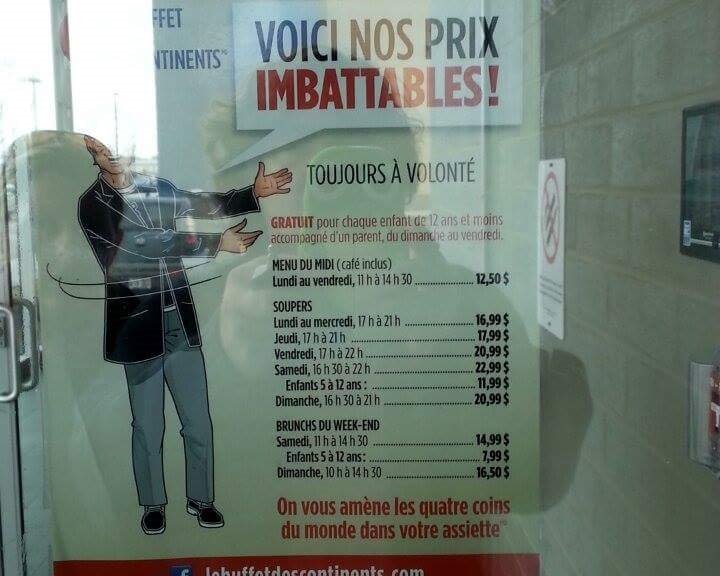 FFET
NTINENTS
VOICI NOS PRIX
IMBATTABLES!
TOUJOURS À VOLONTÉ
GRATUIT pour chaque enfant de 12 ans et moins
accompagné d'un parent, du dimanche au vendredi.
MENU DU MIDI (café inclus)
Lundi au vendredi, 11 h à 14 h 30 .................... 12,50 $
SOUPERS
Lundi au mercredi, 17 h à 21 h .................... 16,99 $
Jeudi, 17 h à 21 h .................... 17,99 $
Vendredi, 17 h à 22 h .................... 20,99 $
Samedi, 16 h 30 à 22 h .................... 22,99 $
Enfants 5 à 12 ans : .................... 11,99 $
Dimanche, 16 h 30 à 21 h .................... 20,99 $
BRUNCHS DU WEEK-END
Samedi, 11 h à 14 h 30 .................... 14,99 $
Enfants 5 à 12 ans : .................... 7,99 $
Dimanche, 10 h à 14 h 30 .................... 16,50 $
On vous amène les quatre coins
du monde dans votre assiette
lebuffetdescontinents.com